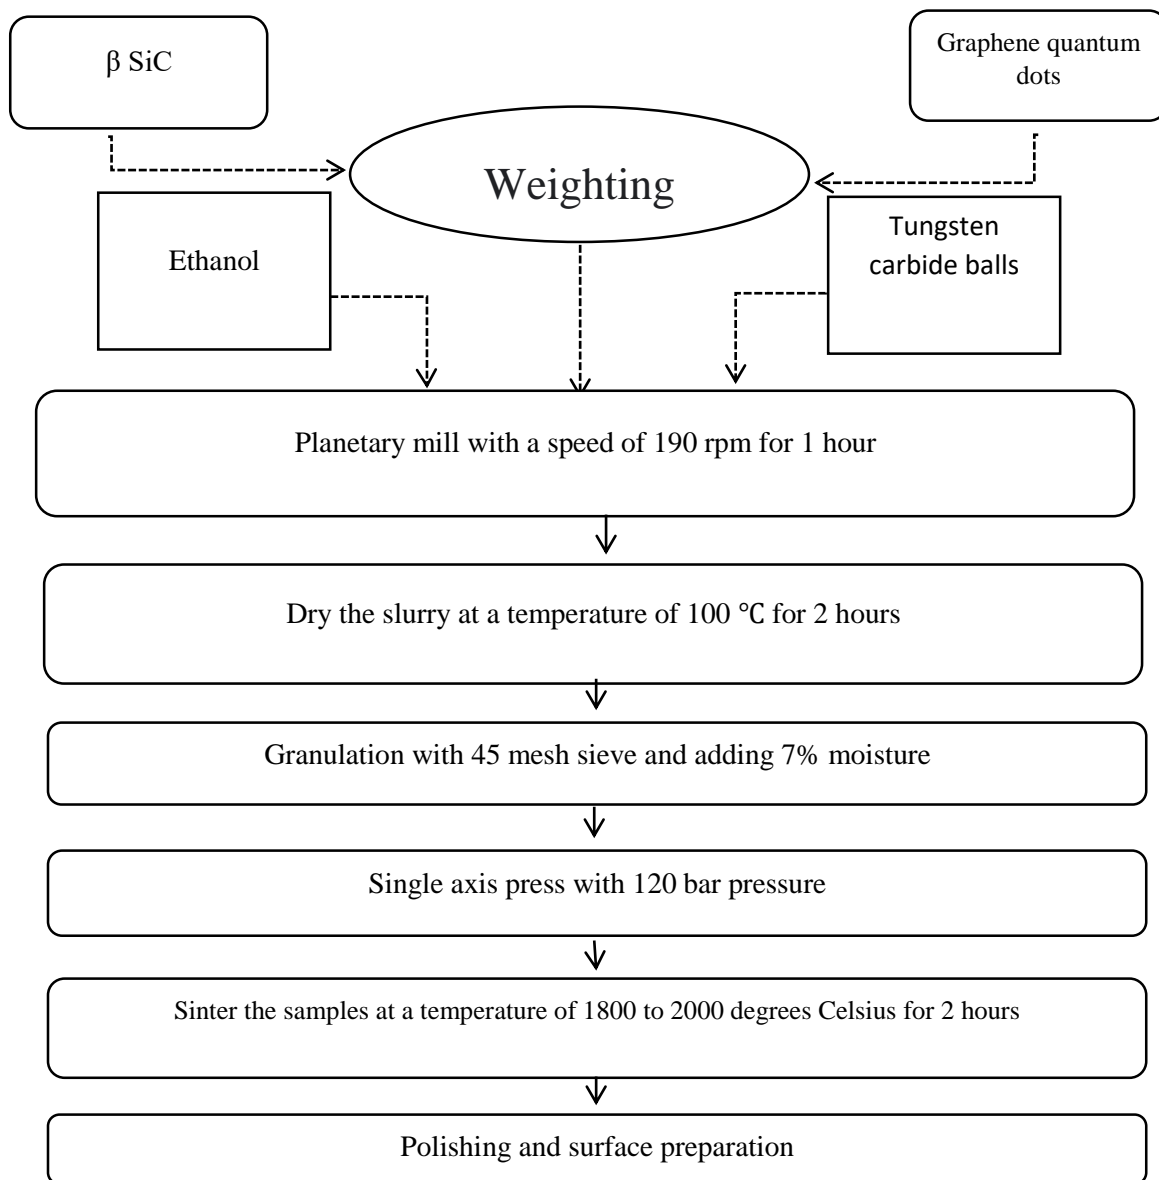 β SiC
Graphene quantum
dots
Weighting
Ethanol
Tungsten
carbide balls
Planetary mill with a speed of 190 rpm for 1 hour
Dry the slurry at a temperature of 100 ℃ for 2 hours
Granulation with 45 mesh sieve and adding 7% moisture
Single axis press with 120 bar pressure
Sinter the samples at a temperature of 1800 to 2000 degrees Celsius for 2 hours
Polishing and surface preparation